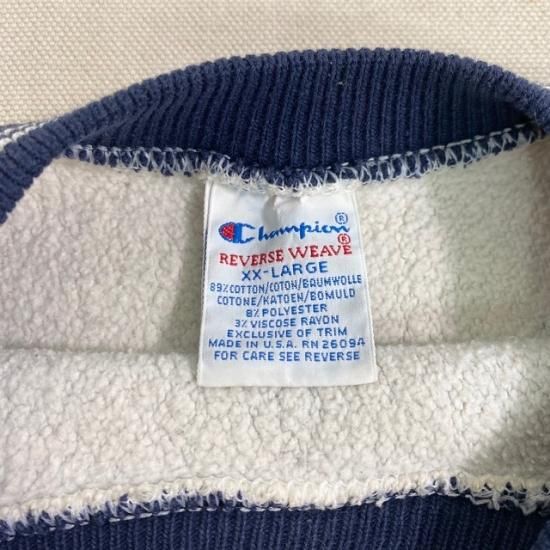 Champion®
REVERSE WEAVE®
XX-LARGE
89% COTTON/COTON/BAUMWOLLE
COTONE/KATOEN/BOMULD
8% POLYESTER
3% VISCOSE RAYON
EXCLUSIVE OF TRIM
MADE IN U.S.A. RN 26094
FOR CARE SEE REVERSE